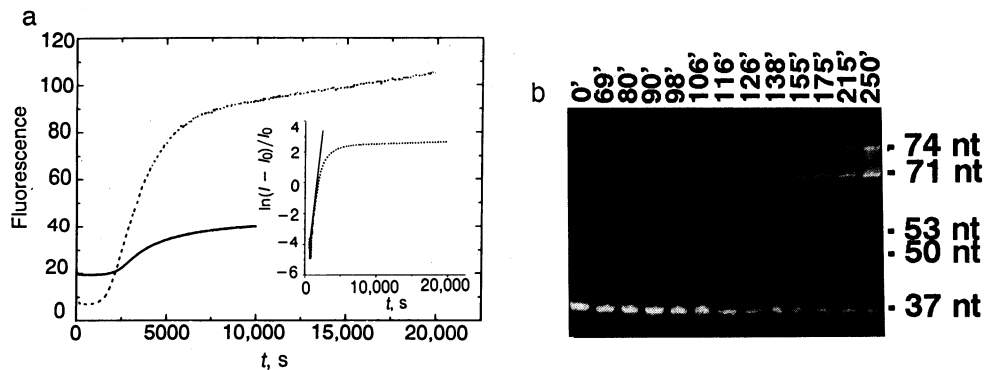 a
120
100
80
60
40
20
0
Fluorescence
0 5000 10,000 15,000 20,000
t, s
4
2
0
−2
−4
−6
ln(I − I₀)/I₀
0 10,000 20,000
t, s
b
0' 69' 80' 90' 98' 106' 116' 126' 138' 155' 175' 215' 250'
74 nt
71 nt
53 nt
50 nt
37 nt